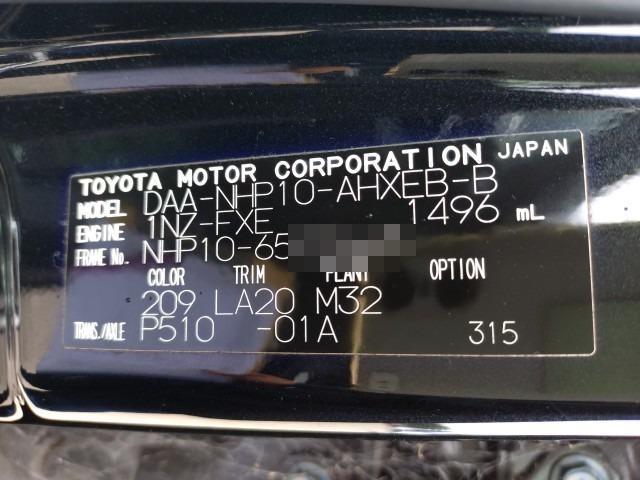 TOYOTA MOTOR CORPORATION JAPAN
MODEL DAA-NHP10-AHXEB-B
ENGINE 1NZ-FXE 1496 mL
FRAME No. NHP10-65
COLOR TRIM PLANT OPTION
209 LA20 M32
TRANS./AXLE P510 -01A 315